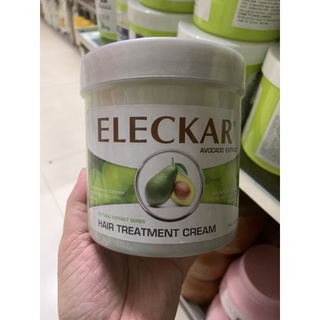 ELECKAR®
AVOCADO EXTRACT
NATURAL EXTRACT SERIES
HAIR TREATMENT CREAM